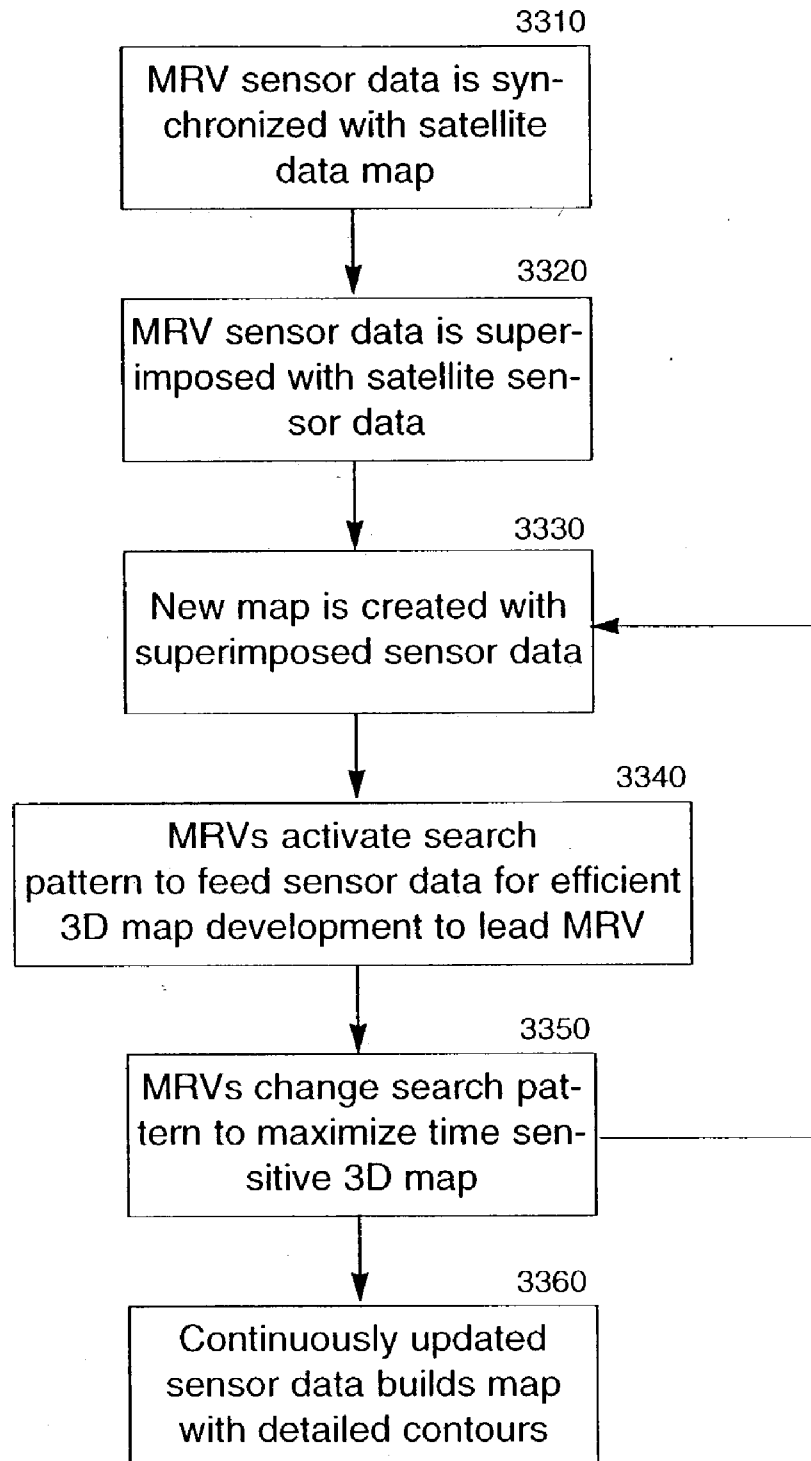 3310
MRV sensor data is syn-
chronized with satellite
data map
3320
MRV sensor data is super-
imposed with satellite sen-
sor data
3330
New map is created with
superimposed sensor data
3340
MRVs activate search
pattern to feed sensor data for efficient
3D map development to lead MRV
3350
MRVs change search pat-
tern to maximize time sen-
sitive 3D map
3360
Continuously updated
sensor data builds map
with detailed contours